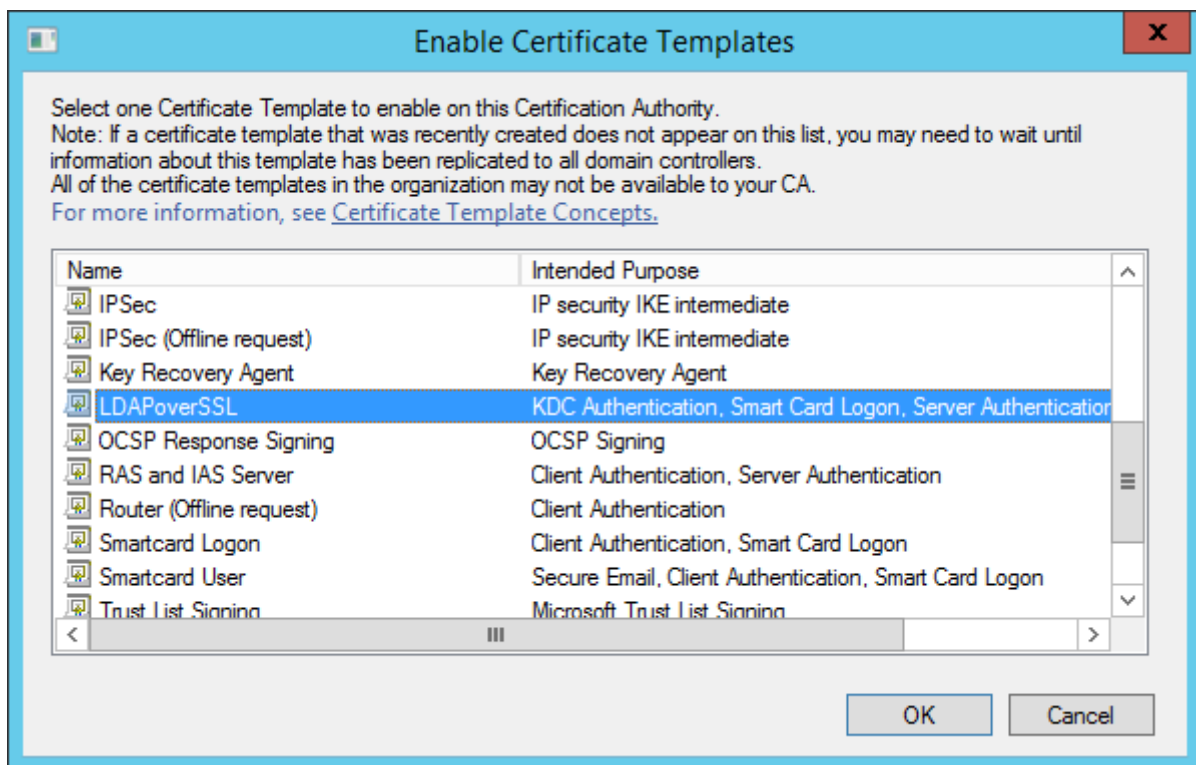 Enable Certificate Templates
x
Select one Certificate Template to enable on this Certification Authority.
Note: If a certificate template that was recently created does not appear on this list, you may need to wait until
information about this template has been replicated to all domain controllers.
All of the certificate templates in the organization may not be available to your CA.
For more information, see Certificate Template Concepts.
Name Intended Purpose
IPSec IP security IKE intermediate
IPSec (Offline request) IP security IKE intermediate
Key Recovery Agent Key Recovery Agent
LDAPoverSSL KDC Authentication, Smart Card Logon, Server Authentication
OCSP Response Signing OCSP Signing
RAS and IAS Server Client Authentication, Server Authentication
Router (Offline request) Client Authentication
Smartcard Logon Client Authentication, Smart Card Logon
Smartcard User Secure Email, Client Authentication, Smart Card Logon
Trust List Signing Microsoft Trust List Signing
OK Cancel